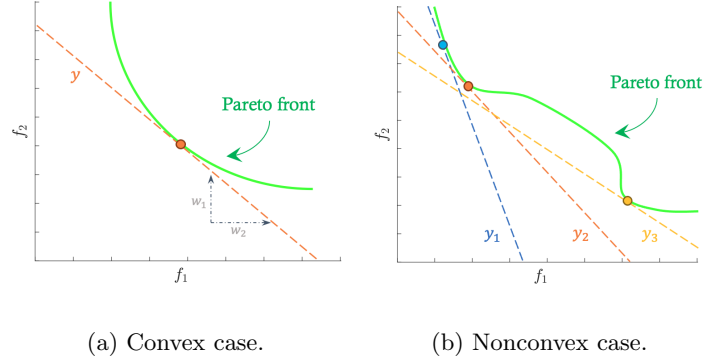 y
Pareto front
f2
w1
w2
f1
(a) Convex case.
Pareto front
f2
y1
y2
y3
f1
(b) Nonconvex case.